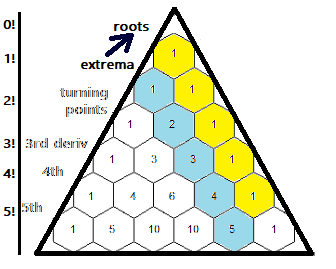 0!
roots
1!
1
extrema
turning
points
2!
1 1
1 2 1
3!
3rd deriv
1 3 3 1
4!
4th
1 4 6 4 1
5!
5th
1 5 10 10 5 1